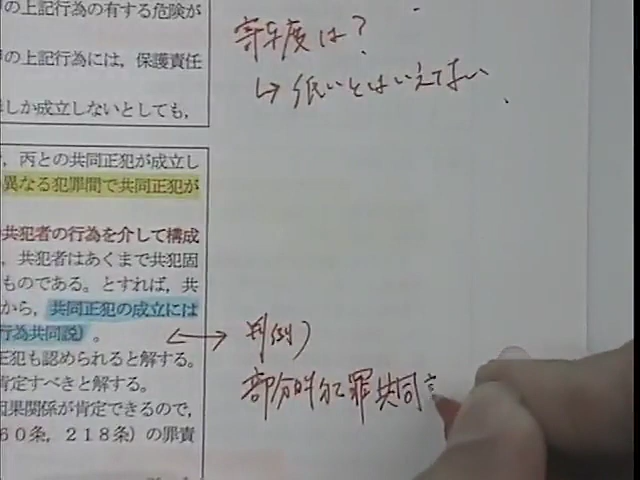 の上記行為の有する危険が
の上記行為には，保護責任
しか成立しないとしても，
，丙との共同正犯が成立し
異なる犯罪間で共同正犯が
共犯者の行為を介して構成
，共犯者はあくまで共犯固
ものである。とすれば，共
から，共同正犯の成立には
行為共同説）。
正犯も認められると解する。
肯定すべきと解する。
因果関係が肯定できるので，
６０条，２１８条）の罪責
寄与度は？
↳低いとはいえない
↔ 判例）
部分的犯罪共同